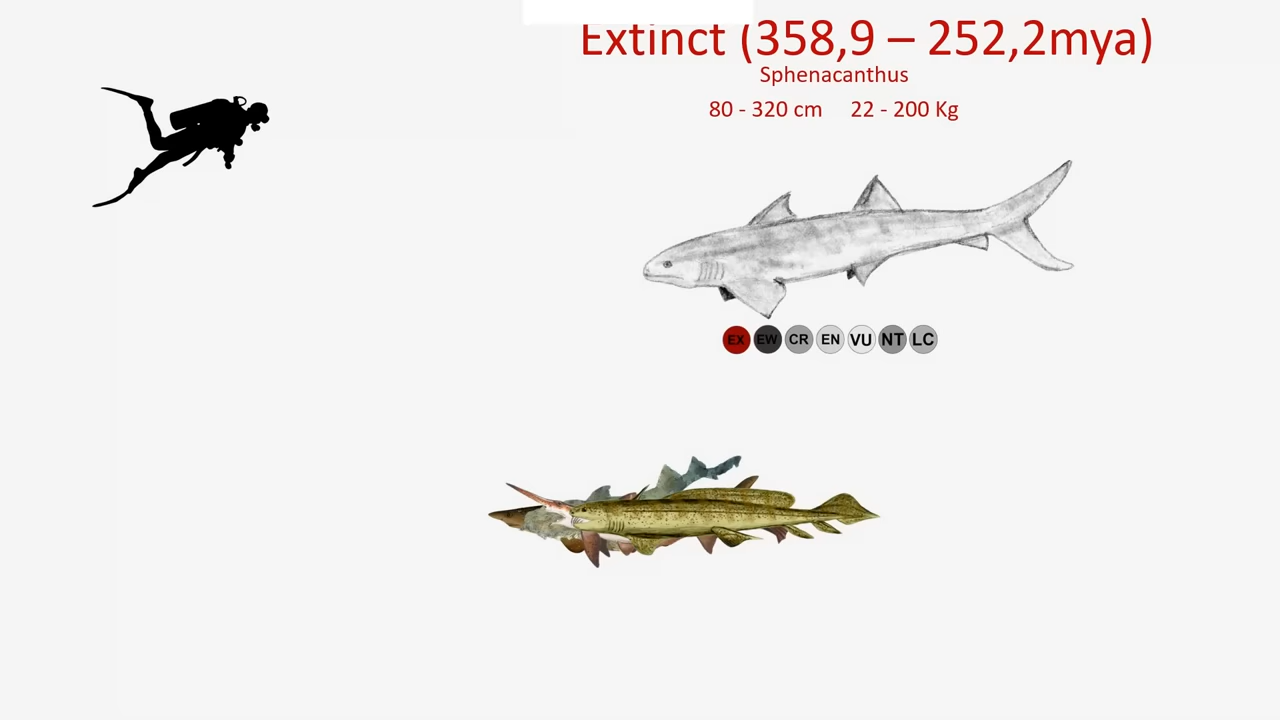 Extinct (358,9 – 252,2mya)
Sphenacanthus
80 - 320 cm 22 - 200 Kg
EX EW CR EN VU NT LC